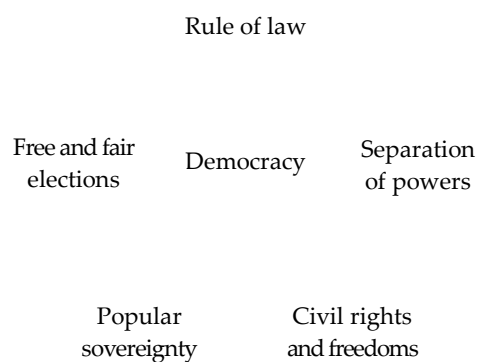 Rule of law
Free and fair
elections
Democracy
Separation
of powers
Popular
sovereignty
Civil rights
and freedoms